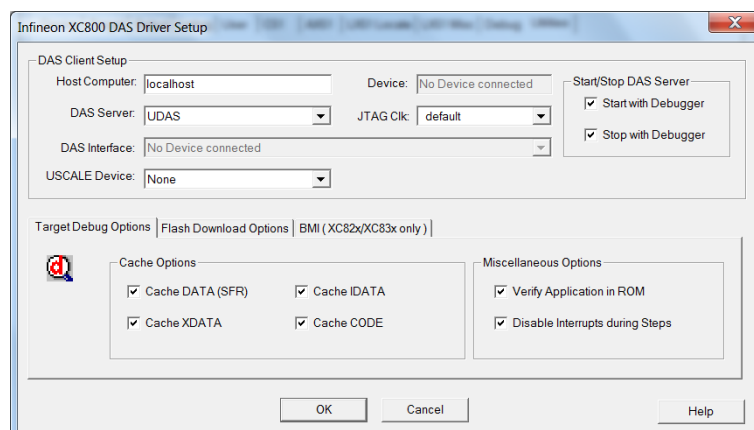 Infineon XC800 DAS Driver Setup
DAS Client Setup
Host Computer: localhost Device: No Device connected Start/Stop DAS Server
Start with Debugger
DAS Server: UDAS JTAG Clk: default
Stop with Debugger
DAS Interface: No Device connected
USCALE Device: None
Target Debug Options Flash Download Options BMI ( XC82x/XC83x only )
Cache Options Miscellaneous Options
Cache DATA (SFR) Cache IDATA Verify Application in ROM
Cache XDATA Cache CODE Disable Interrupts during Steps
OK Cancel Help